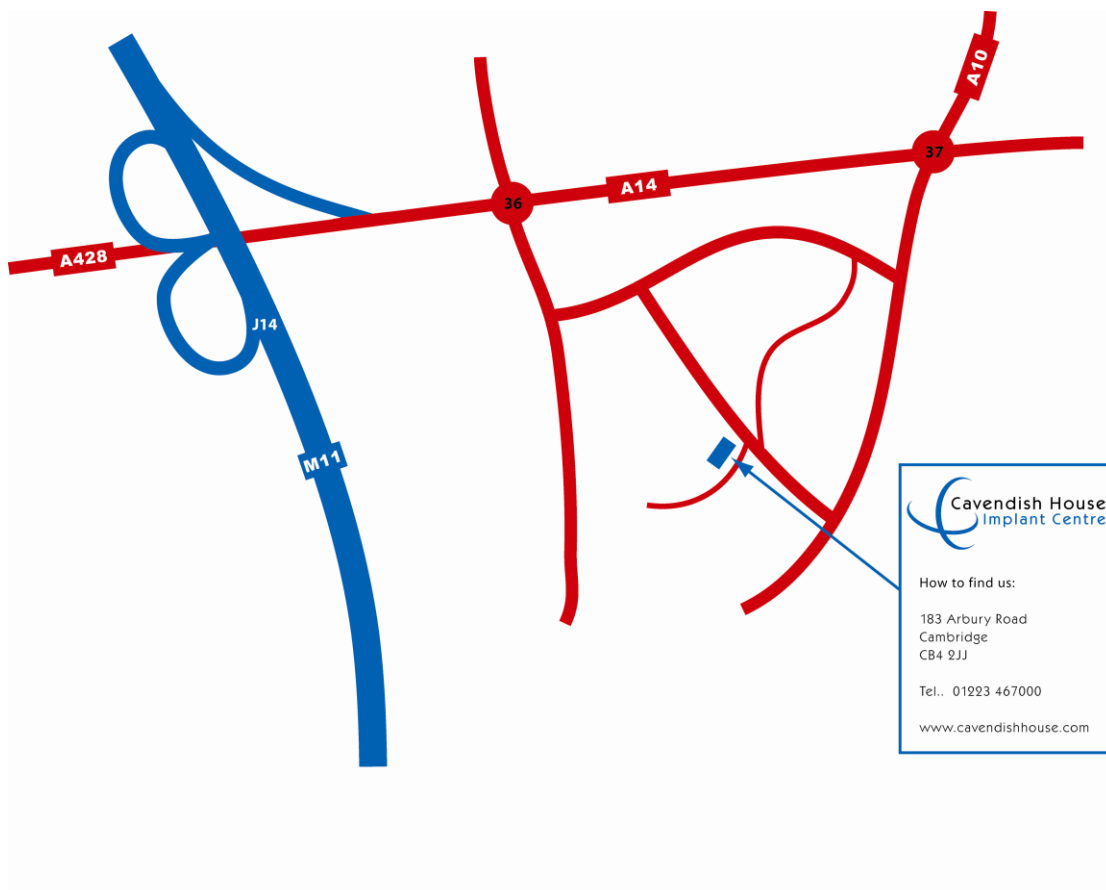 A10
37
A14
36
A428
J14
M11
Cavendish House
Implant Centre
How to find us:
183 Arbury Road
Cambridge
CB4 2JJ
Tel.. 01223 467000
www.cavendishhouse.com